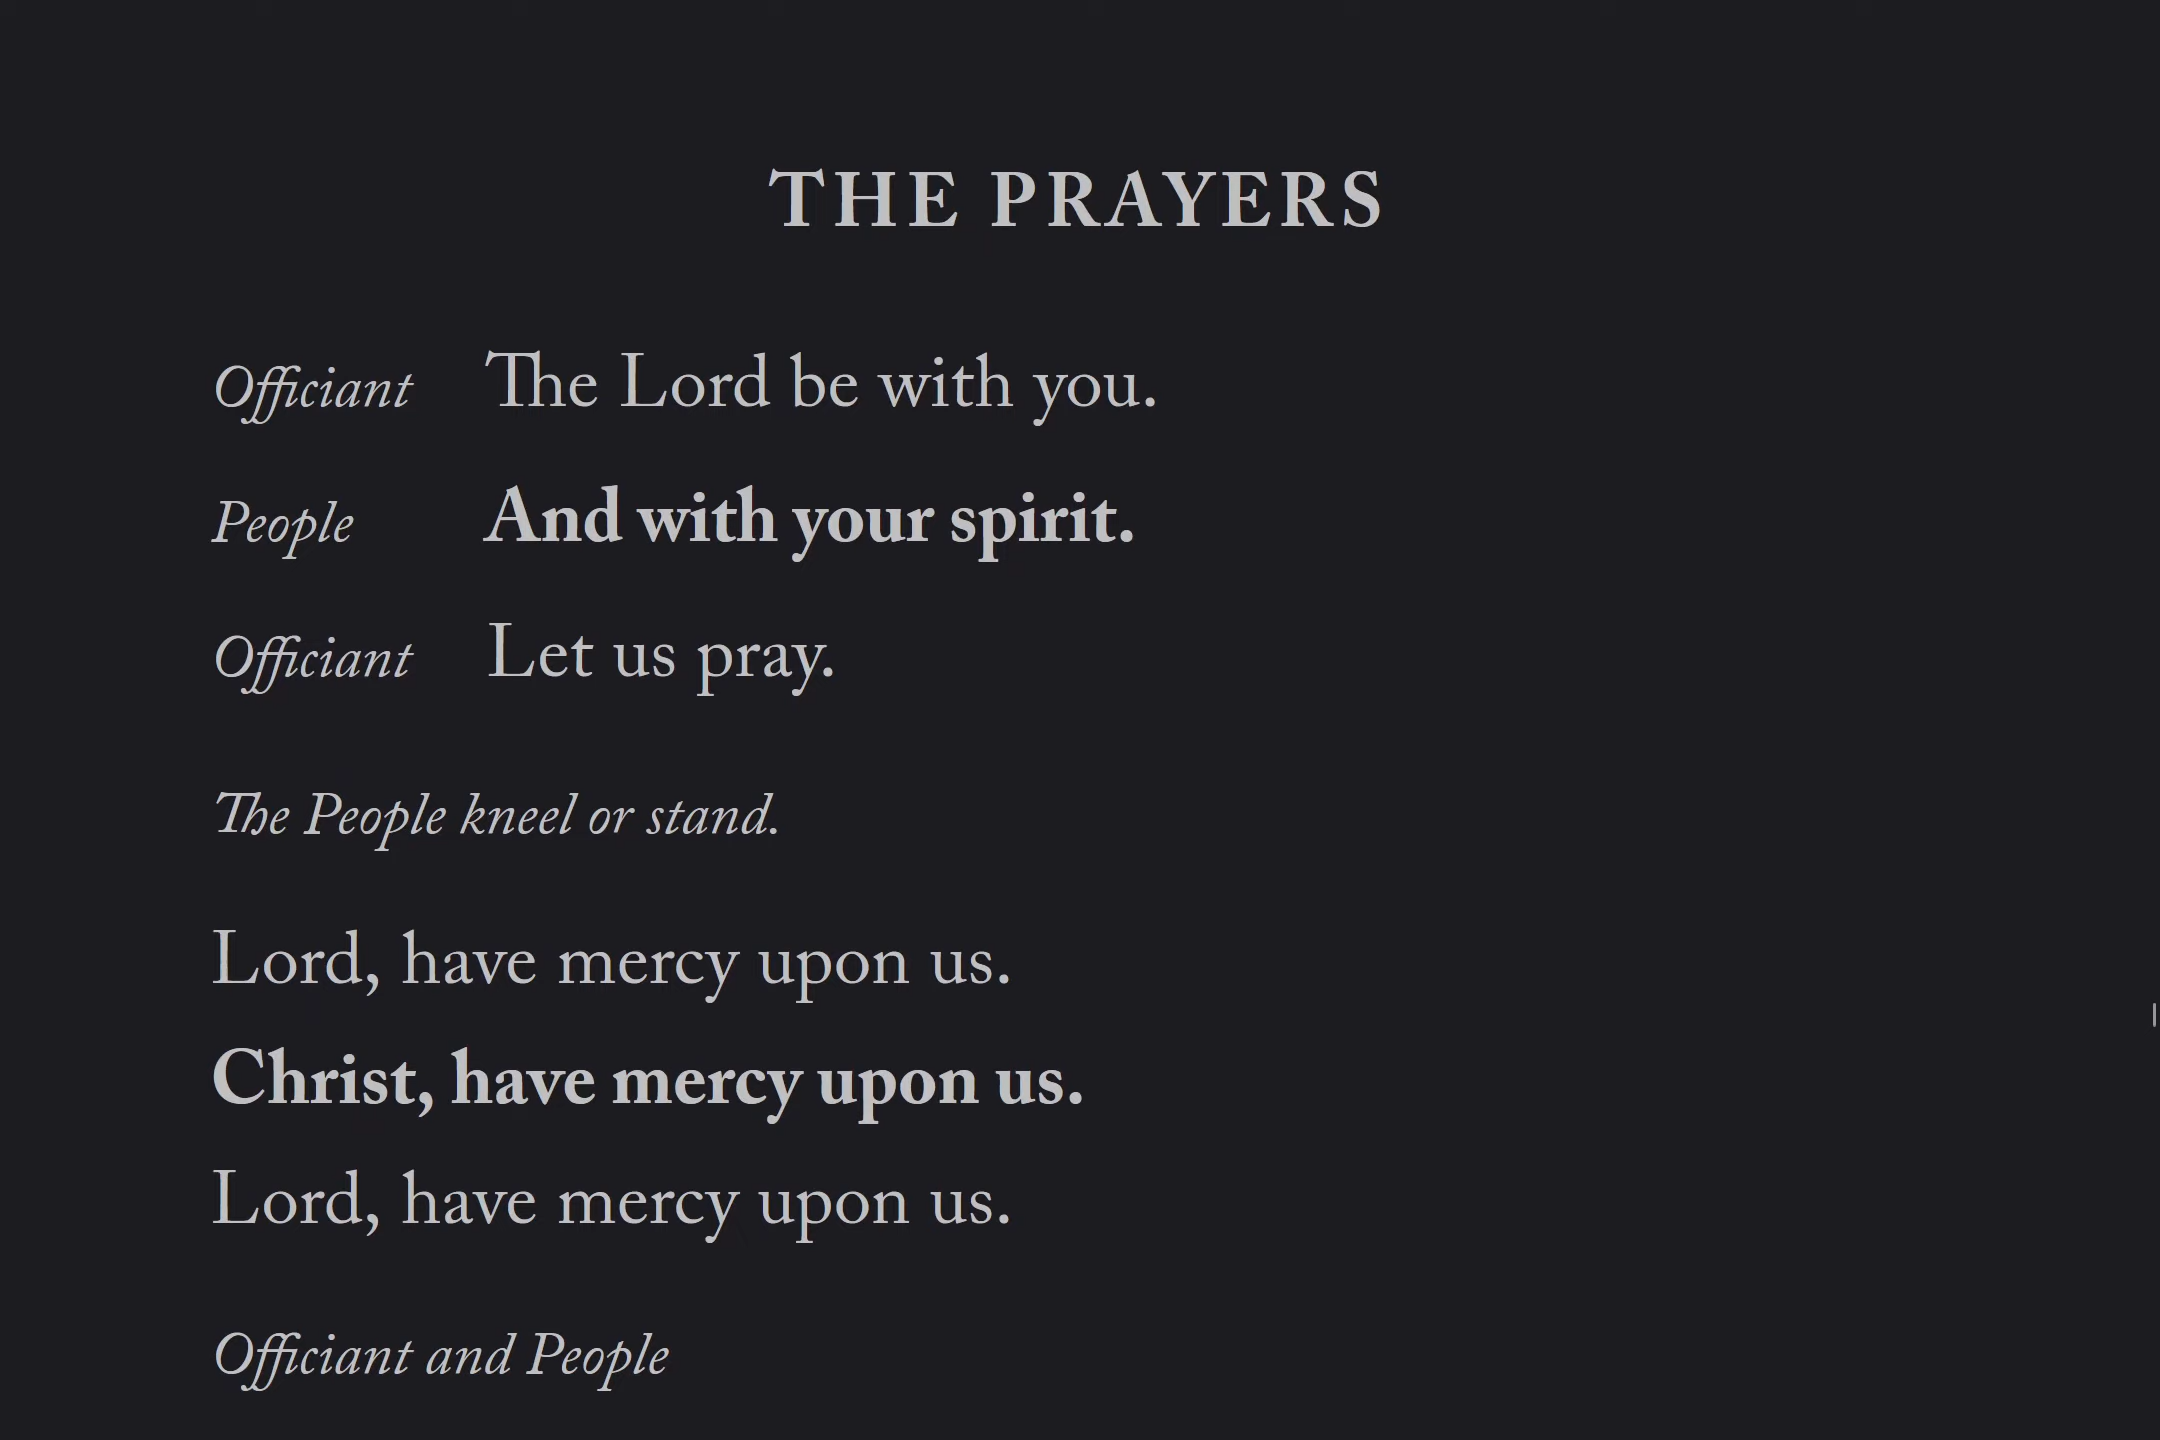 THE PRAYERS
Officiant The Lord be with you.
People And with your spirit.
Officiant Let us pray.
The People kneel or stand.
Lord, have mercy upon us.
Christ, have mercy upon us.
Lord, have mercy upon us.
Officiant and People